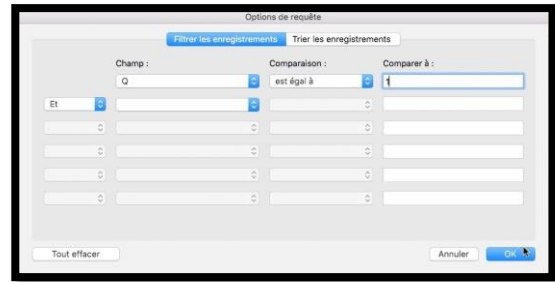 Options de requête
Filtrer les enregistrements Trier les enregistrements
Champ : Comparaison : Comparer à :
Q est égal à 1
Et
Tout effacer Annuler OK